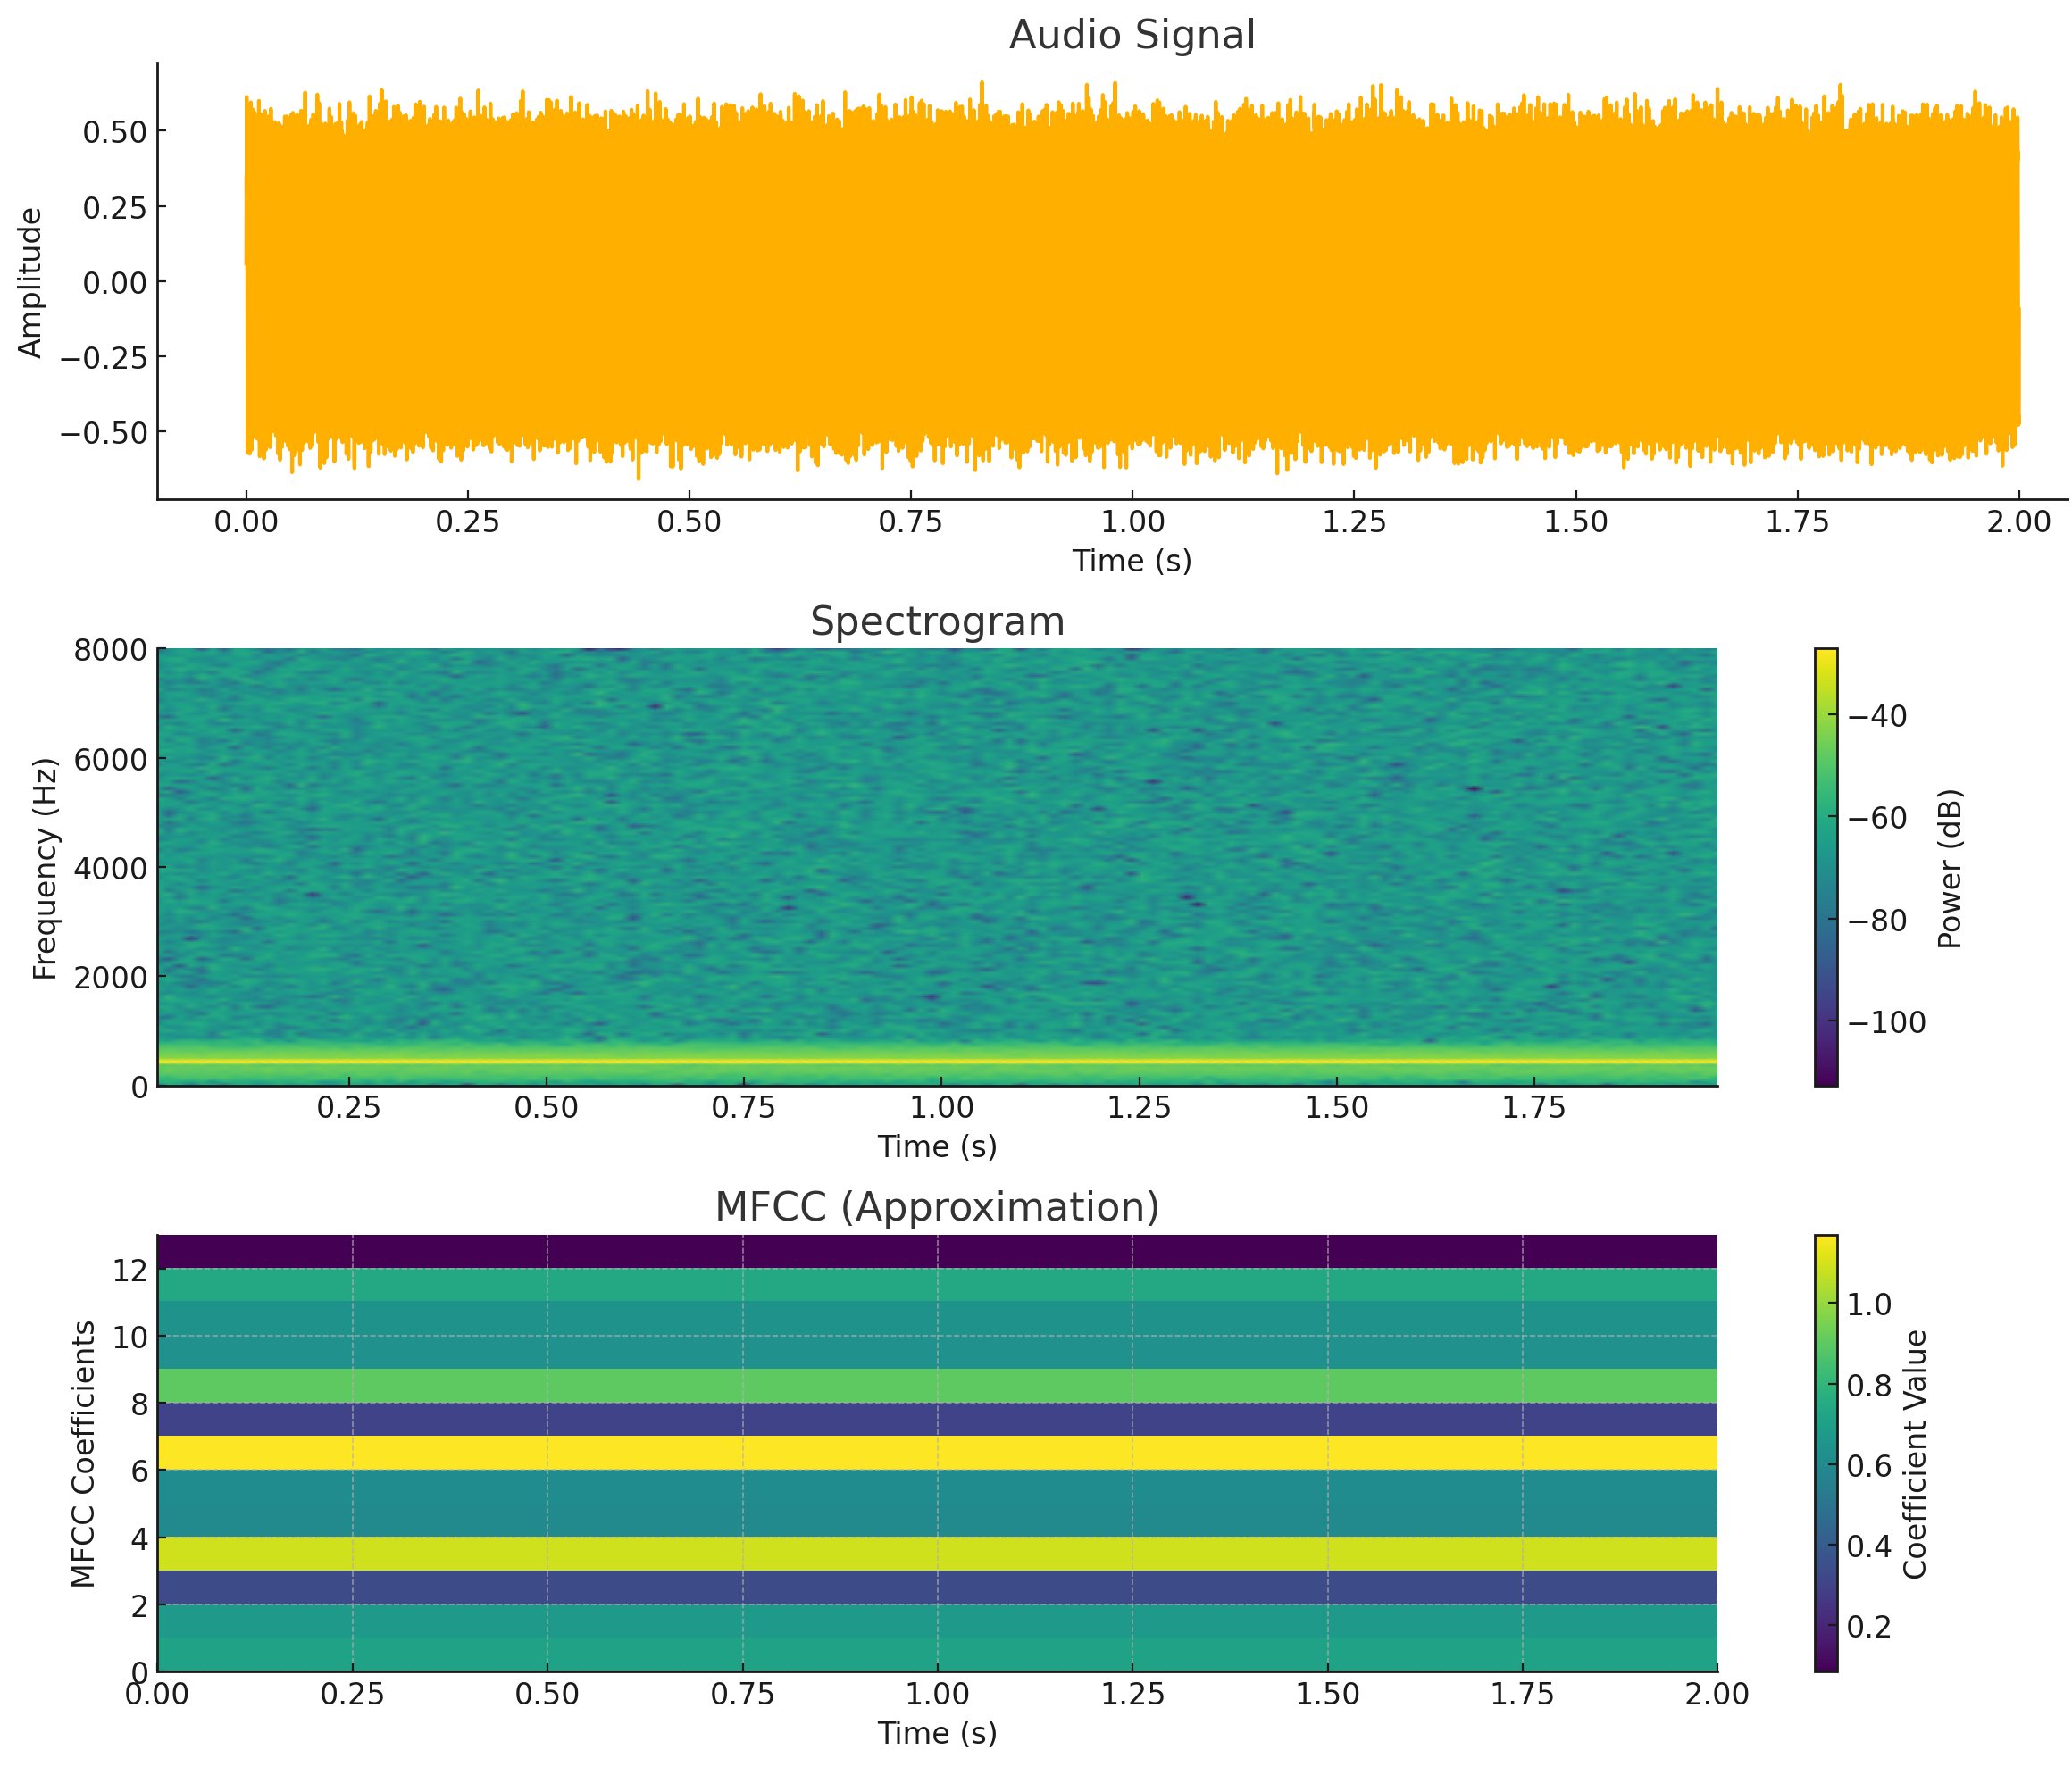 Audio Signal
Amplitude
0.50
0.25
0.00
−0.25
−0.50
0.00 0.25 0.50 0.75 1.00 1.25 1.50 1.75 2.00
Time (s)
Spectrogram
Frequency (Hz)
8000
6000
4000
2000
0
0.25 0.50 0.75 1.00 1.25 1.50 1.75
Time (s)
−40
−60
−80
−100
Power (dB)
MFCC (Approximation)
MFCC Coefficients
12
10
8
6
4
2
0
0.00 0.25 0.50 0.75 1.00 1.25 1.50 1.75 2.00
Time (s)
1.0
0.8
0.6
0.4
0.2
Coefficient Value